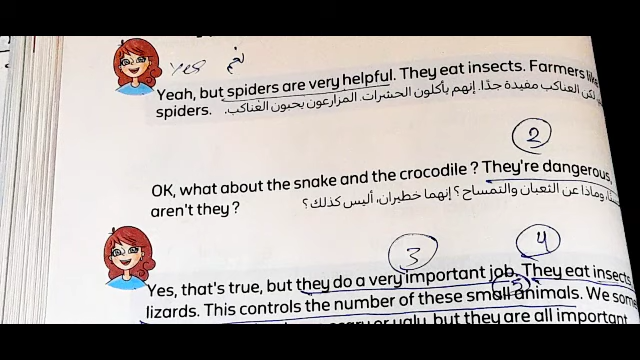 yes نعم
Yeah, but spiders are very helpful. They eat insects. Farmers like
لكن العناكب مفيدة جدًا. إنهم يأكلون الحشرات. المزارعون يحبون العناكب.
spiders.
2
OK, what about the snake and the crocodile ? They're dangerous,
وماذا عن الثعبان والتمساح ؟ إنهما خطيران، أليس كذلك ؟
aren't they ?
3 4
Yes, that's true, but they do a very important job. They eat insects
5
lizards. This controls the number of these small animals. We some
or ugly, but they are all important